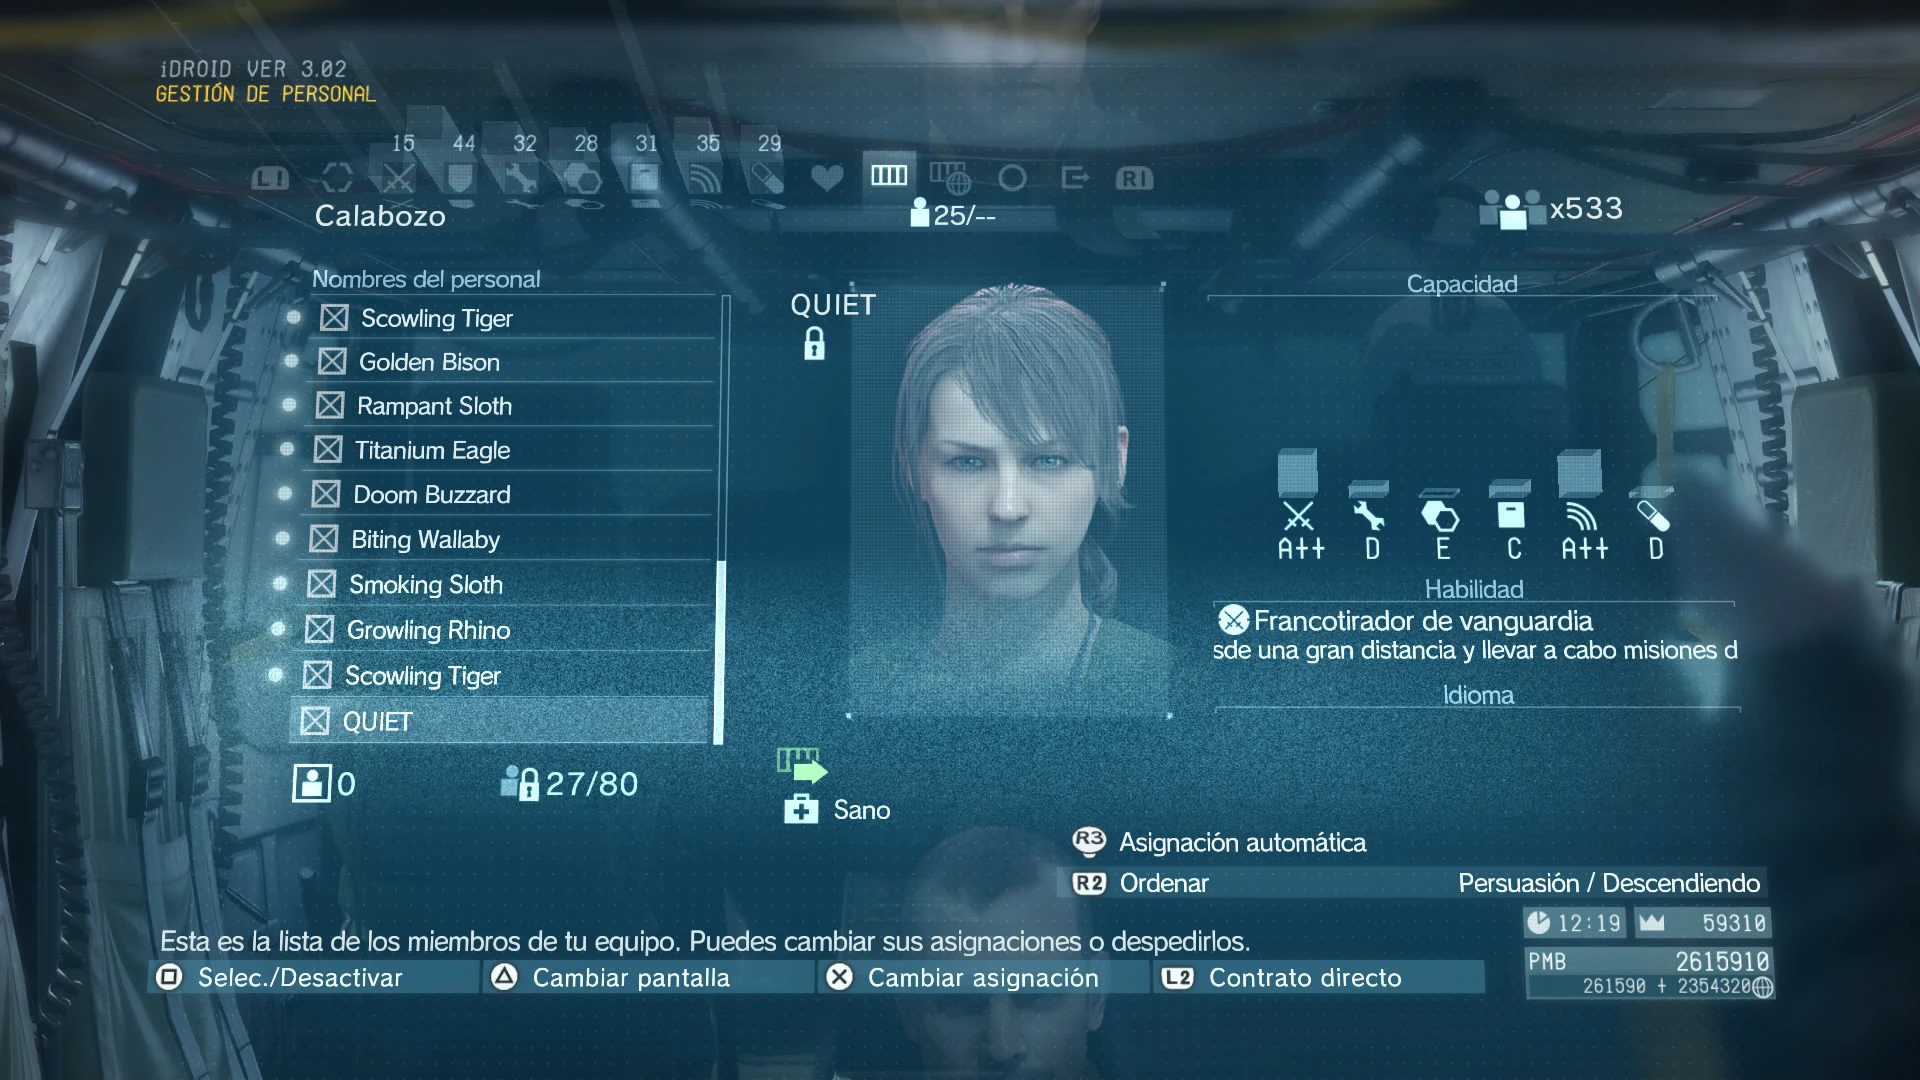 iDROID VER 3.02
GESTIÓN DE PERSONAL
15 44 32 28 31 35 29
L1 R1
Calabozo
25/--
x533
Nombres del personal
Scowling Tiger
Golden Bison
Rampant Sloth
Titanium Eagle
Doom Buzzard
Biting Wallaby
Smoking Sloth
Growling Rhino
Scowling Tiger
QUIET
0
27/80
QUIET
Sano
Capacidad
A++ D E C A++ D
Habilidad
Francotirador de vanguardia
sde una gran distancia y llevar a cabo misiones d
Idioma
R3 Asignación automática
R2 Ordenar Persuasión / Descendiendo
12:19 59310
PMB 2615910
261590 + 2354320
Esta es la lista de los miembros de tu equipo. Puedes cambiar sus asignaciones o despedirlos.
Selec./Desactivar Cambiar pantalla Cambiar asignación L2 Contrato directo